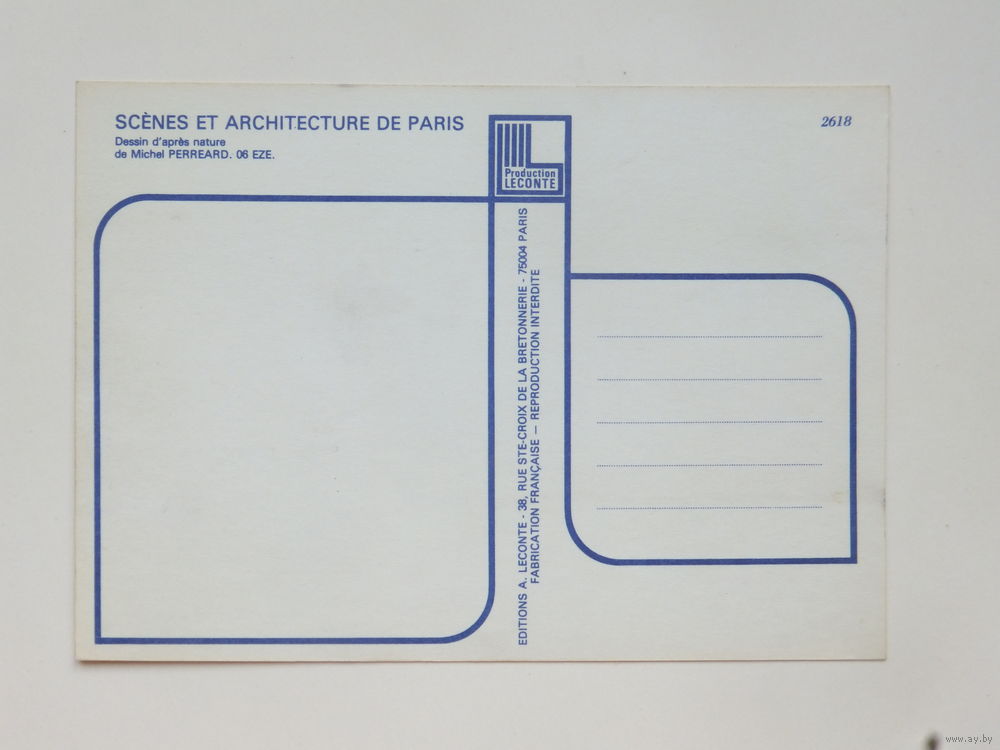 SCÈNES ET ARCHITECTURE DE PARIS
Dessin d'après nature
de Michel PERREARD. 06 EZE.
2618
Production
LECONTE
EDITIONS A. LECONTE - 38, RUE STE-CROIX DE LA BRETONNERIE - 75004 PARIS
FABRICATION FRANÇAISE — REPRODUCTION INTERDITE
www.ay.by